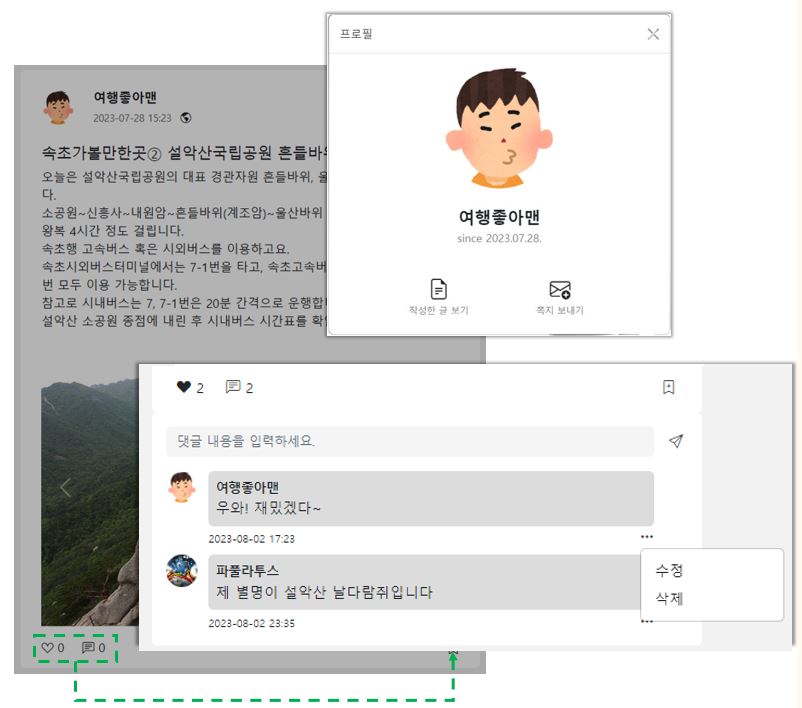 프로필
여행좋아맨
since 2023.07.28.
작성한 글 보기
쪽지 보내기
여행좋아맨
2023-07-28 15:23
속초가볼만한곳② 설악산국립공원 흔들바
오늘은 설악산국립공원의 대표 경관자원 흔들바위,
다.
소공원~신흥사~내원암~흔들바위(계조암)~울산바위
왕복 4시간 정도 걸립니다.
속초행 고속버스 혹은 시외버스를 이용하고요.
속초시외버스터미널에서는 7-1번을 타고, 속초고속버
번 모두 이용 가능합니다.
참고로 시내버스는 7, 7-1번은 20분 간격으로 운행합
설악산 소공원 종점에 내린 후 시내버스 시간표를 확
2
2
댓글 내용을 입력하세요.
여행좋아맨
우와! 재밌겠다~
2023-08-02 17:23
파풀라투스
제 별명이 설악산 날다람쥐입니다
2023-08-02 23:35
수정
삭제
0
0